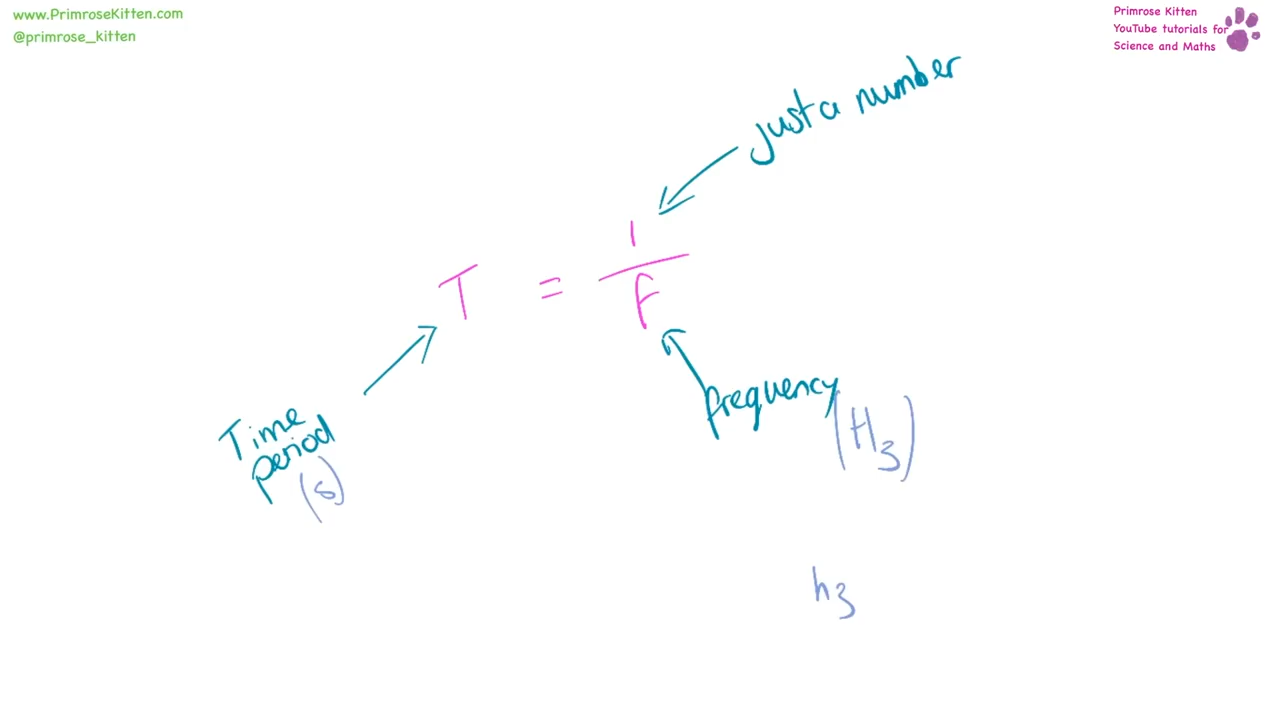 www.PrimroseKitten.com
@primrose_kitten
Primrose Kitten
YouTube tutorials for
Science and Maths
just a number
T = 1/F
frequency (Hz)
Time
period
(s)
hz